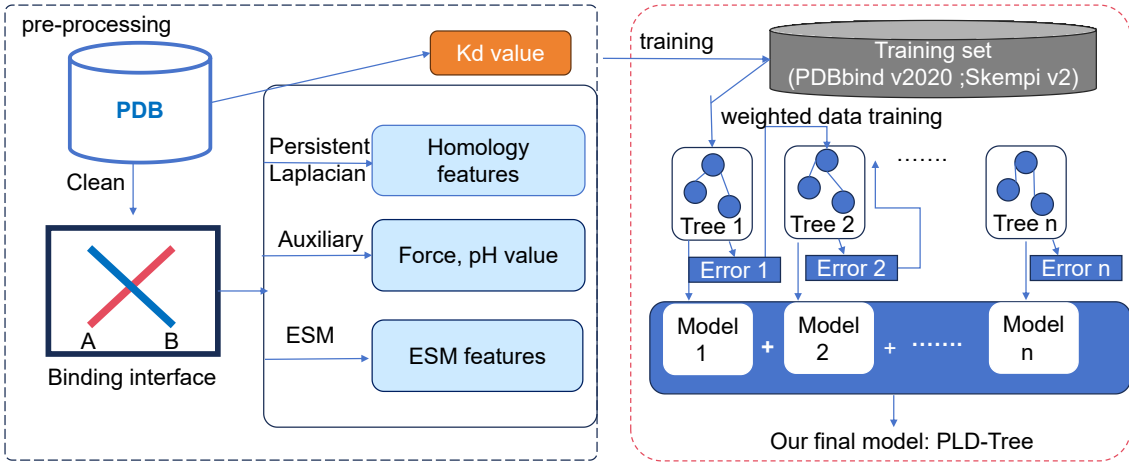 pre-processing
PDB
Kd value
Clean
Persistent
Laplacian
Homology
features
Auxiliary
Force, pH value
ESM
ESM features
A
B
Binding interface
training
Training set
(PDBbind v2020 ;Skempi v2)
weighted data training
.......
Tree 1
Tree 2
Tree n
Error 1
Error 2
Error n
Model
1
+
Model
2
+
.......
Model
n
Our final model: PLD-Tree